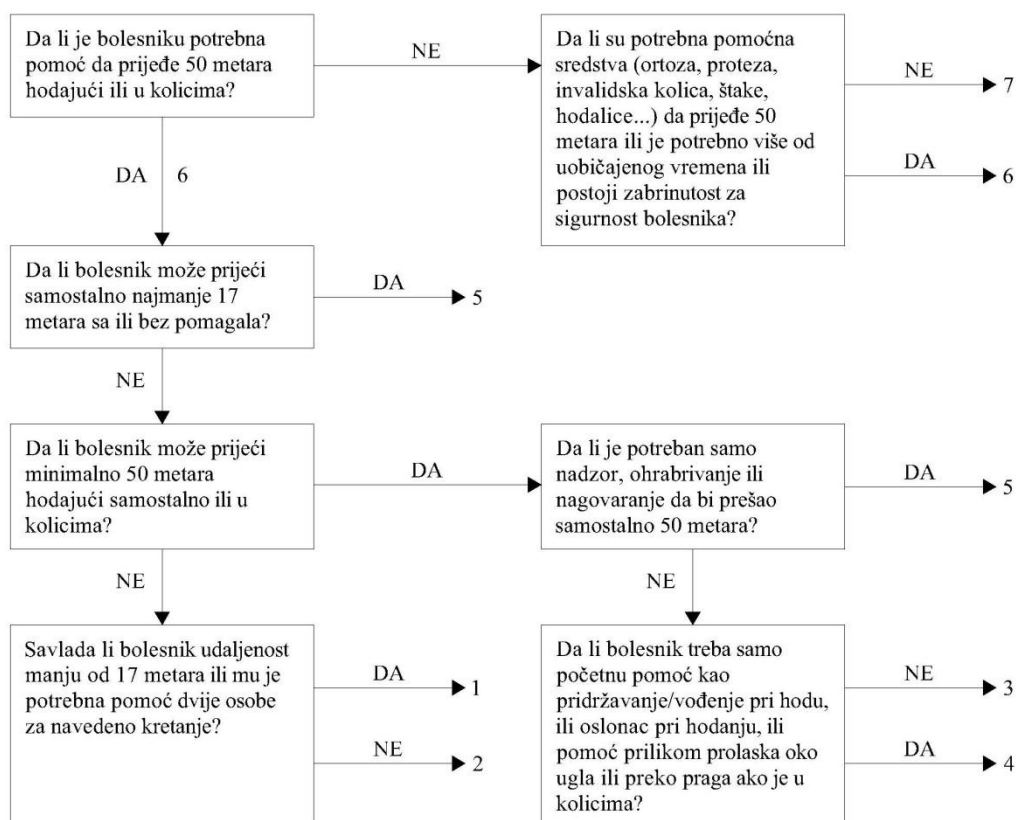 Da li je bolesniku potrebna
pomoć da prijeđe 50 metara
hodajući ili u kolicima?
NE
Da li su potrebna pomoćna
sredstva (ortoza, proteza,
invalidska kolica, štake,
hodalice...) da prijeđe 50
metara ili je potrebno više od
uobičajenog vremena ili
postoji zabrinutost za
sigurnost bolesnika?
NE
7
DA
6
DA 6
Da li bolesnik može prijeći
samostalno najmanje 17
metara sa ili bez pomagala?
DA
5
NE
Da li bolesnik može prijeći
minimalno 50 metara
hodajući samostalno ili u
kolicima?
DA
Da li je potreban samo
nadzor, ohrabrivanje ili
nagovaranje da bi prešao
samostalno 50 metara?
DA
5
NE
NE
Savlada li bolesnik udaljenost
manju od 17 metara ili mu je
potrebna pomoć dvije osobe
za navedeno kretanje?
DA
1
NE
2
Da li bolesnik treba samo
početnu pomoć kao
pridržavanje/vođenje pri hodu,
ili oslonac pri hodanju, ili
pomoć prilikom prolaska oko
ugla ili preko praga ako je u
kolicima?
NE
3
DA
4